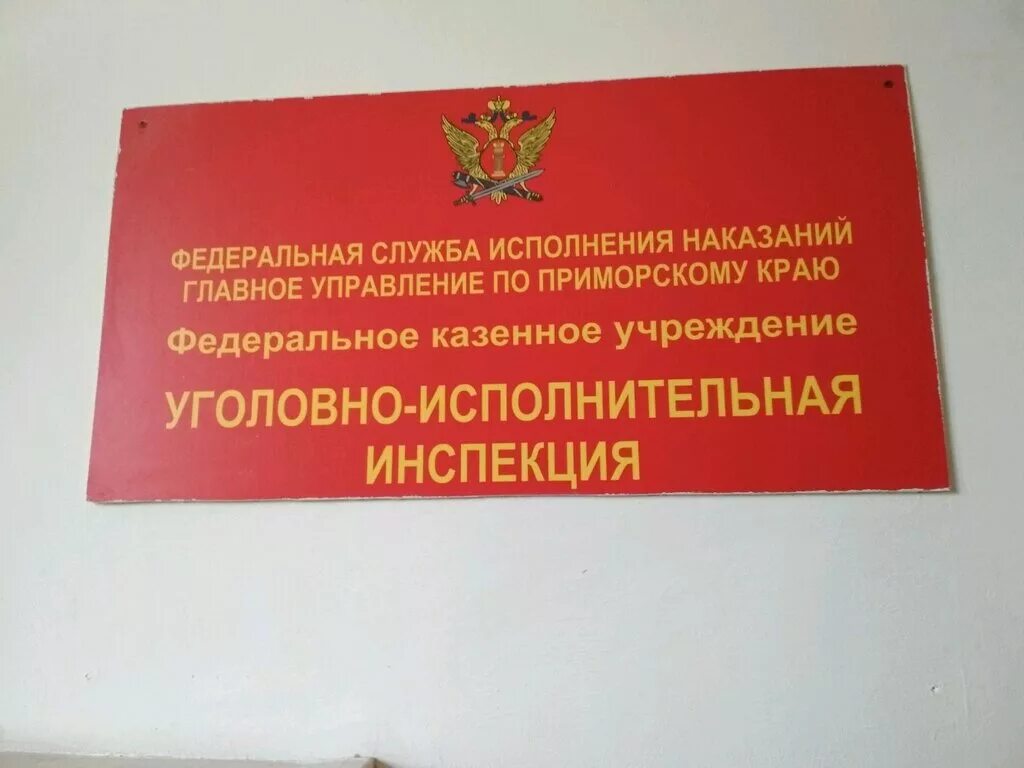 ФЕДЕРАЛЬНАЯ СЛУЖБА ИСПОЛНЕНИЯ НАКАЗАНИЙ
ГЛАВНОЕ УПРАВЛЕНИЕ ПО ПРИМОРСКОМУ КРАЮ
Федеральное казенное учреждение
УГОЛОВНО-ИСПОЛНИТЕЛЬНАЯ
ИНСПЕКЦИЯ